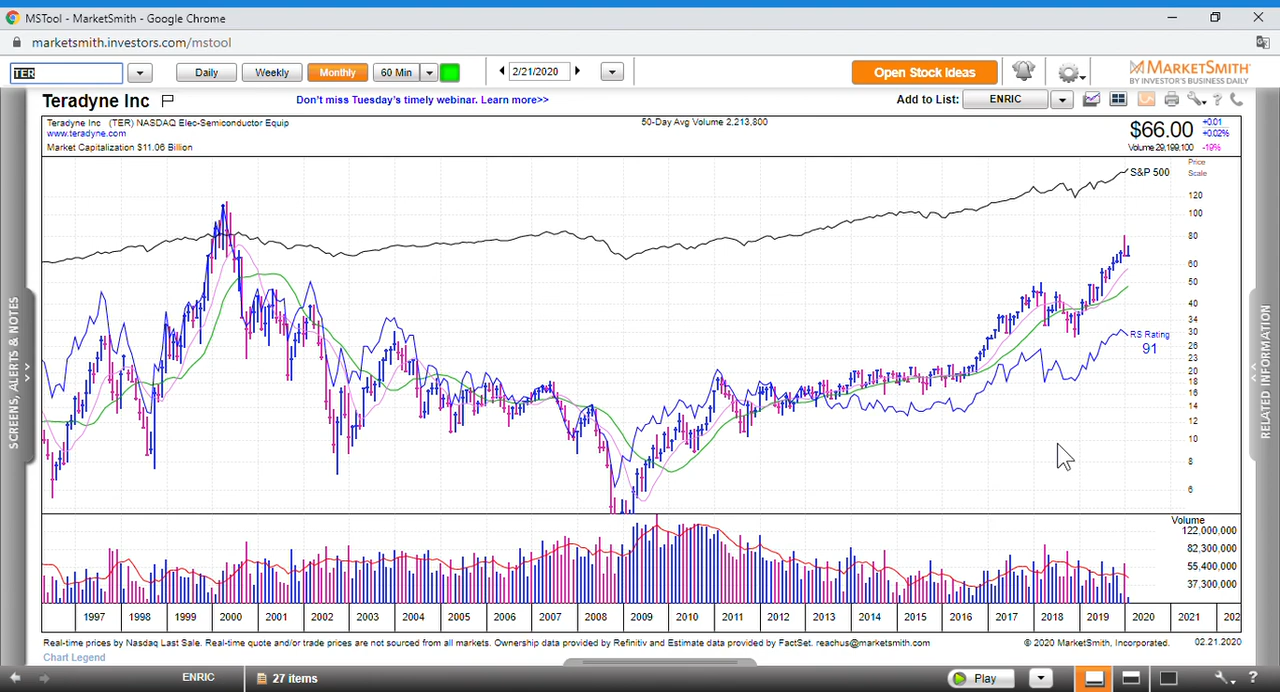 MSTool - MarketSmith - Google Chrome
marketsmith.investors.com/mstool
TER Daily Weekly Monthly 60 Min 2/21/2020 Open Stock Ideas MARKETSMITH®
BY INVESTOR'S BUSINESS DAILY
Teradyne Inc Don't miss Tuesday's timely webinar. Learn more>> Add to List: ENRIC ?
Teradyne Inc (TER) NASDAQ Elec-Semiconductor Equip 50-Day Avg Volume 2,213,800
www.teradyne.com
Market Capitalization $11.06 Billion
$66.00 +0.01
+0.02%
Volume 29,199,100 -19%
Price
Scale
S&P 500
120
100
80
60
50
40
34
30
RS Rating
91
26
23
20
18
16
14
12
10
8
6
Volume
122,000,000
82,300,000
55,400,000
37,300,000
1997 1998 1999 2000 2001 2002 2003 2004 2005 2006 2007 2008 2009 2010 2011 2012 2013 2014 2015 2016 2017 2018 2019 2020 2021 202
Real-time prices by Nasdaq Last Sale. Real-time quote and/or trade prices are not sourced from all markets. Ownership data provided by Refinitiv and Estimate data provided by FactSet. reachus@marketsmith.com © 2020 MarketSmith, Incorporated. 02.21.2020
Chart Legend
SCREENS, ALERTS & NOTES
RELATED INFORMATION
ENRIC 27 items Play ?